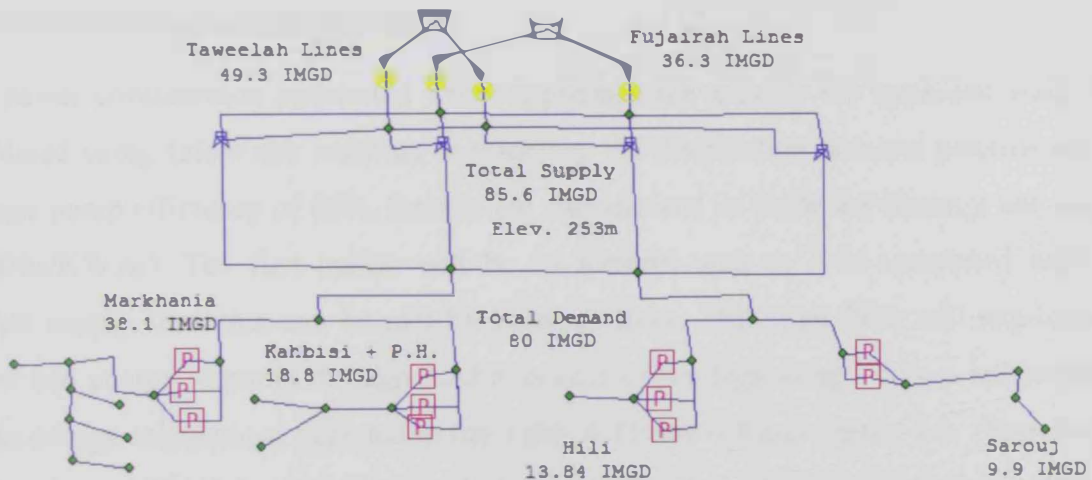 Taweelah Lines
49.3 IMGD
Fujairah Lines
36.3 IMGD
Total Supply
85.6 IMGD
Elev. 253m
Markhania
38.1 IMGD
Total Demand
80 IMGD
Kahbisi + P.H.
18.8 IMGD
P
P
P
P
P
P
P
P
P
P
P
Hili
13.84 IMGD
Sarouj
9.9 IMGD